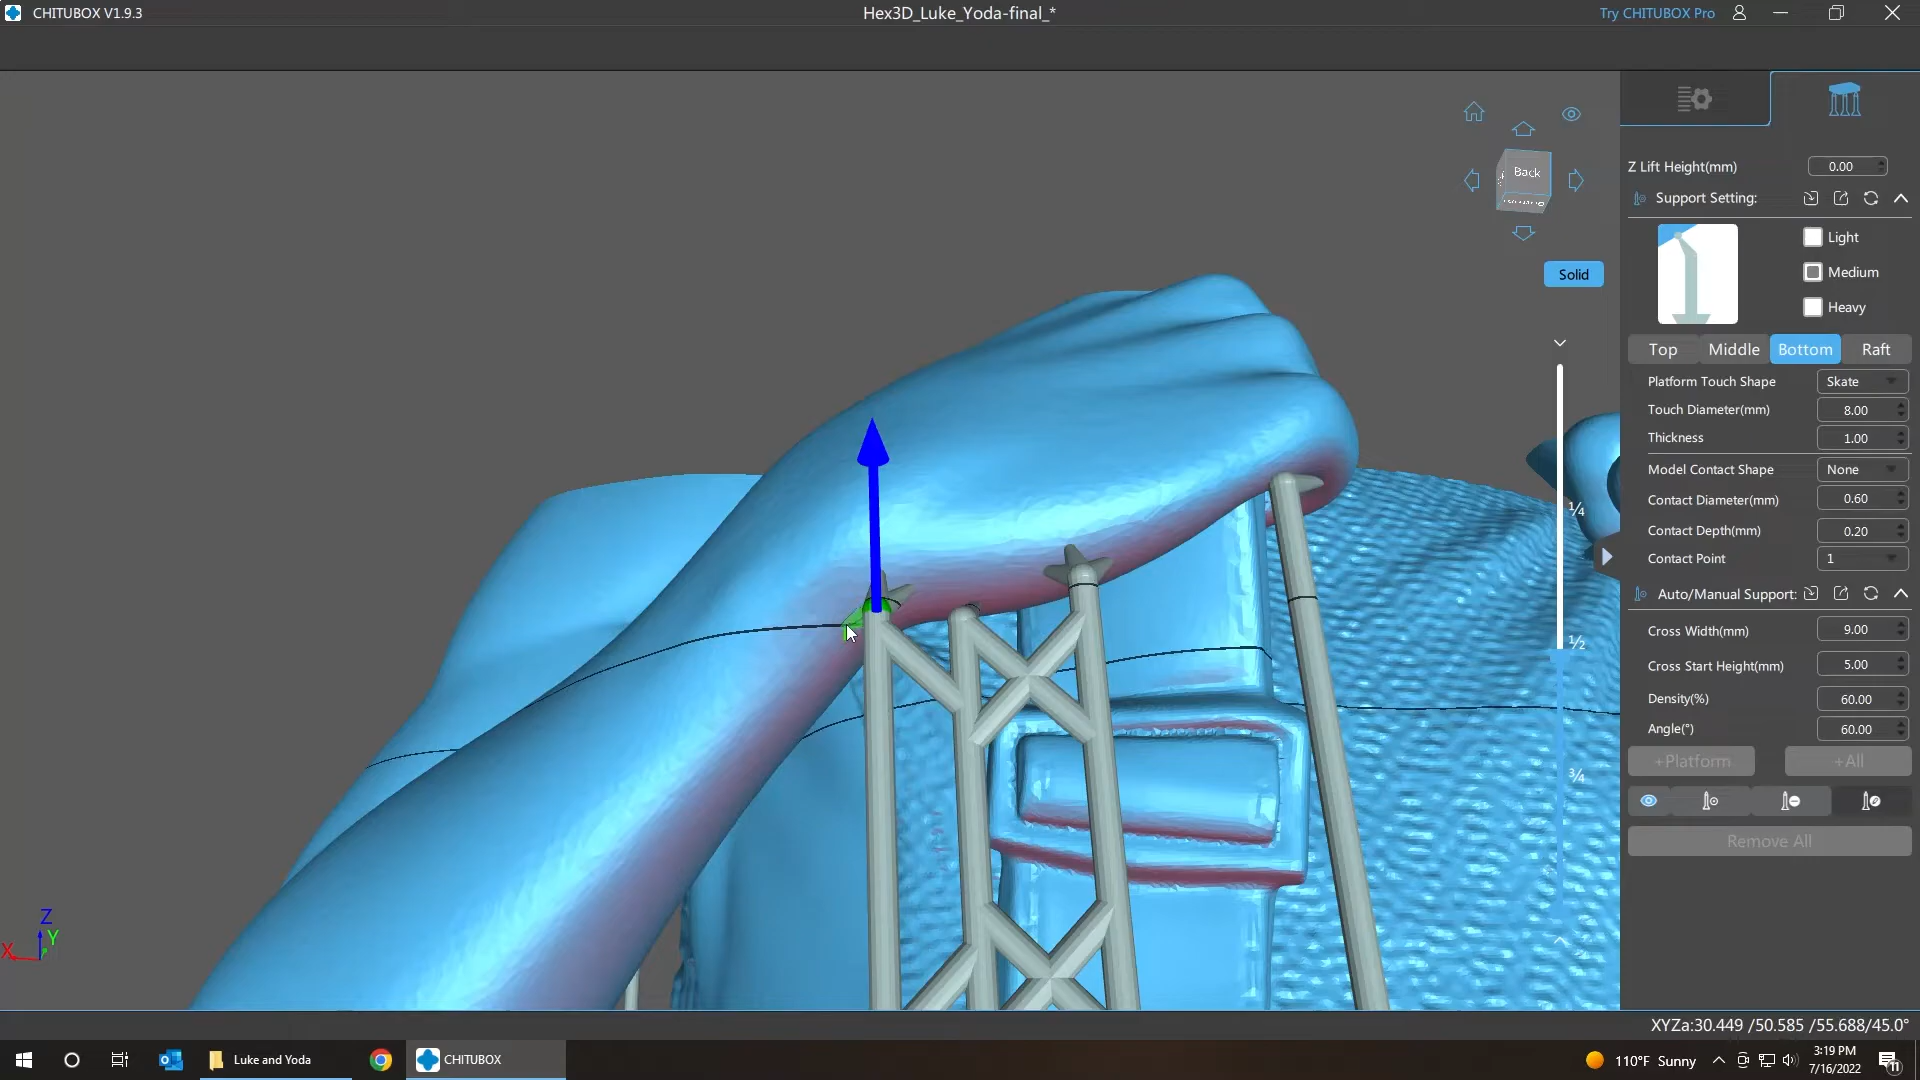 CHITUBOX V1.9.3
Hex3D_Luke_Yoda-final_*
Try CHITUBOX Pro
Z Lift Height(mm) 0.00
Support Setting:
Back
Light
Solid
Medium
Heavy
Top Middle Bottom Raft
Platform Touch Shape Skate
Touch Diameter(mm) 8.00
Thickness 1.00
Model Contact Shape None
Contact Diameter(mm) 0.60
¼
Contact Depth(mm) 0.20
Contact Point 1
Auto/Manual Support:
Cross Width(mm) 9.00
½
Cross Start Height(mm) 5.00
Density(%) 60.00
Angle(°) 60.00
+Platform +All
¾
Remove All
Z
Y
X
XYZa:30.449 /50.585 /55.688/45.0°
Luke and Yoda
CHITUBOX
110°F Sunny
3:19 PM
7/16/2022
11